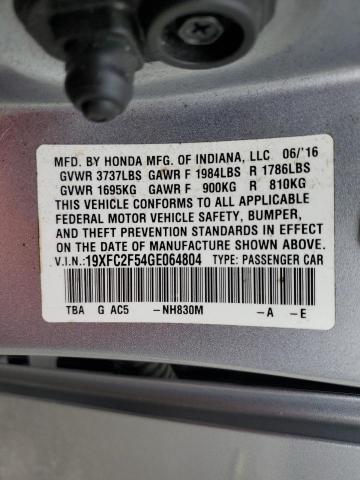 MFD. BY HONDA MFG. OF INDIANA, LLC 06/'16
GVWR 3737LBS GAWR F 1984LBS R 1786LBS
GVWR 1695KG GAWR F 900KG R 810KG
THIS VEHICLE CONFORMS TO ALL APPLICABLE
FEDERAL MOTOR VEHICLE SAFETY, BUMPER,
AND THEFT PREVENTION STANDARDS IN EFFECT
ON THE DATE OF MANUFACTURE SHOWN ABOVE.
V.I.N.:19XFC2F54GE064804 TYPE: PASSENGER CAR
TBA G AC5 –NH830M –A –E